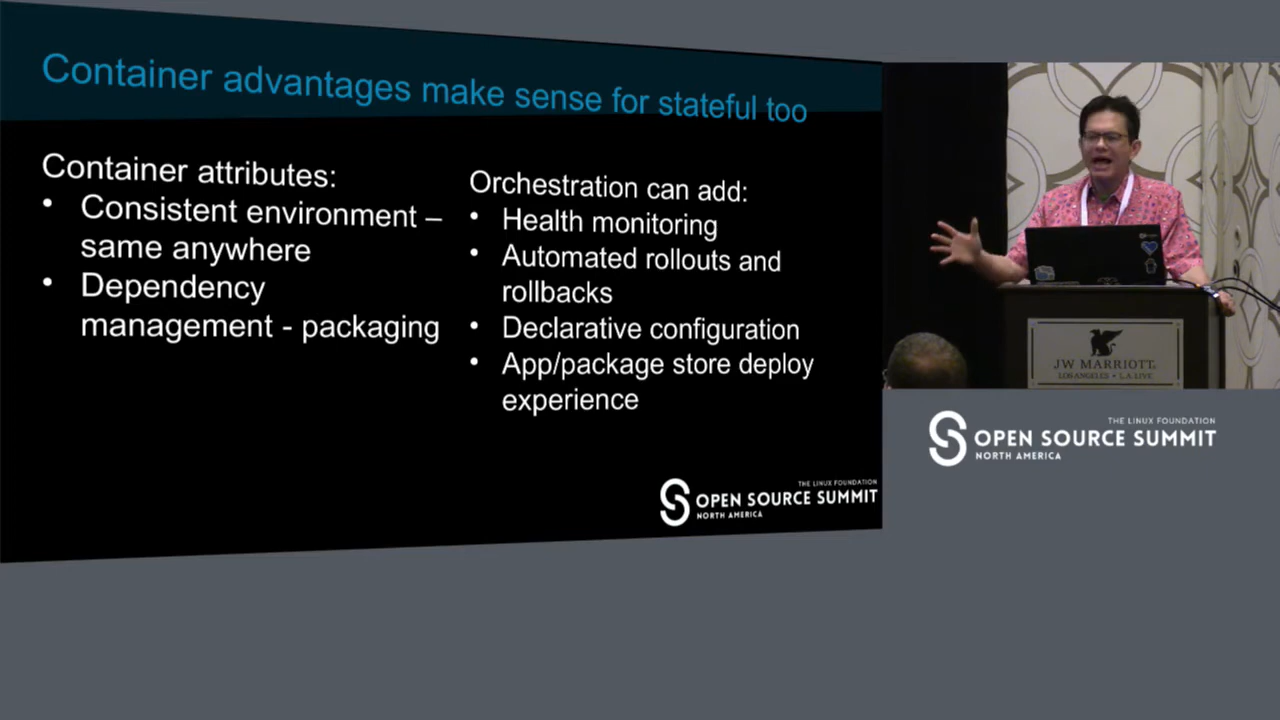 Container advantages make sense for stateful too
Container attributes:
• Consistent environment –
same anywhere
• Dependency
management - packaging
Orchestration can add:
• Health monitoring
• Automated rollouts and
rollbacks
• Declarative configuration
• App/package store deploy
experience
THE LINUX FOUNDATION
OPEN SOURCE SUMMIT
NORTH AMERICA
JW MARRIOTT
LOS ANGELES • L.A. LIVE
THE LINUX FOUNDATION
OPEN SOURCE SUMMIT
NORTH AMERICA